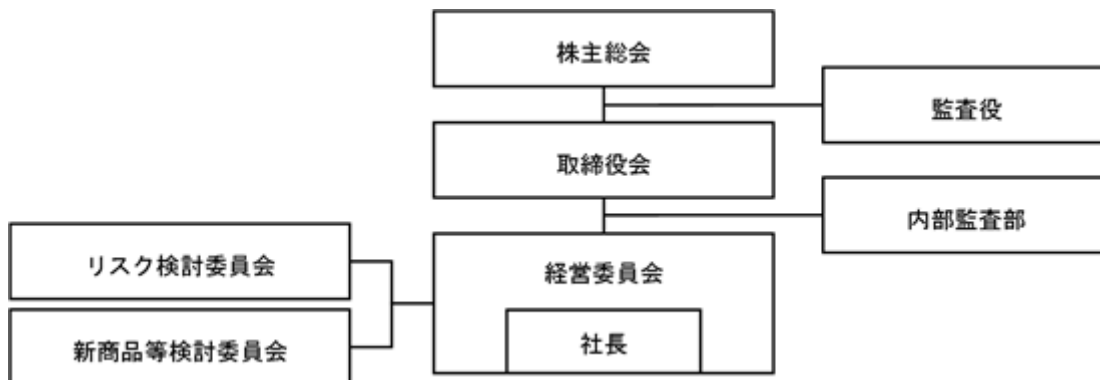 株主総会
監査役
取締役会
内部監査部
リスク検討委員会
経営委員会
新商品等検討委員会
社長